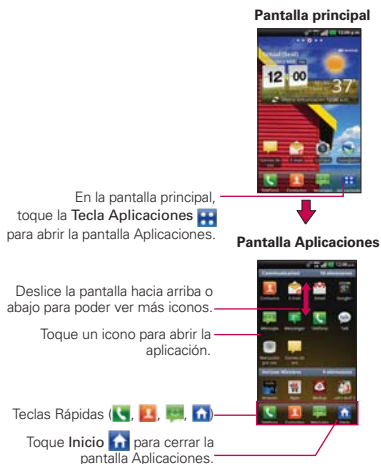 Pantalla principal
12 00
37°
En la pantalla principal,
toque la Tecla Aplicaciones
para abrir la pantalla Aplicaciones.
Pantalla Aplicaciones
Deslice la pantalla hacia arriba o
abajo para poder ver más iconos.
Toque un icono para abrir la
aplicación.
Teclas Rápidas ( , , , )
Toque Inicio para cerrar la
pantalla Aplicaciones.